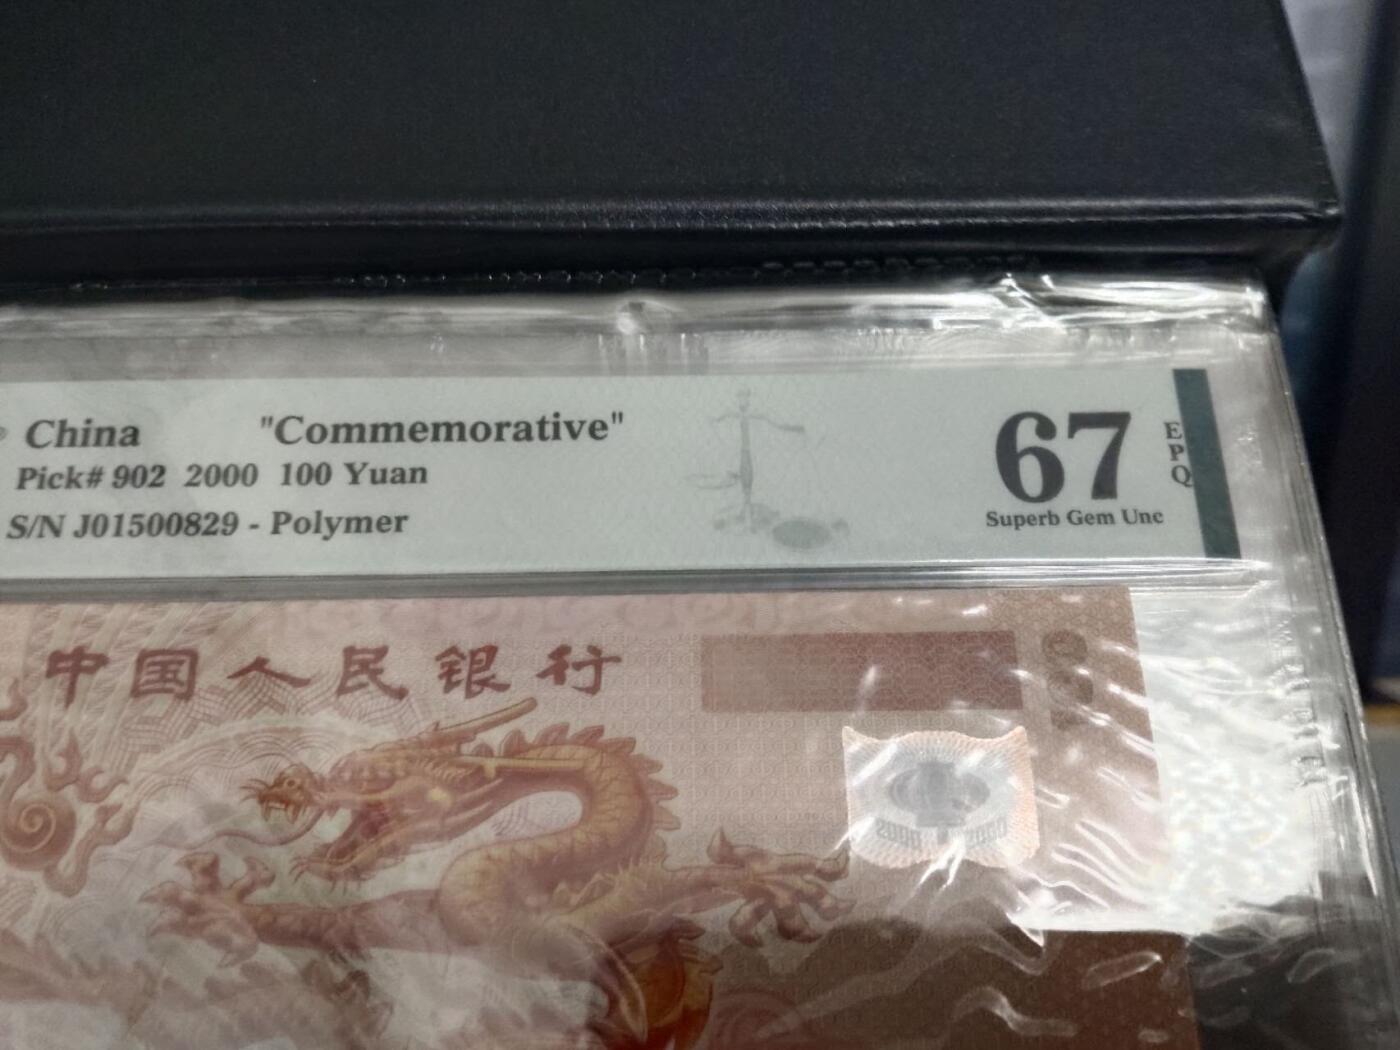 China "Commemorative"
Pick# 902 2000 100 Yuan
S/N J01500829 - Polymer
67
EPQ
Superb Gem Unc
中国人民银行